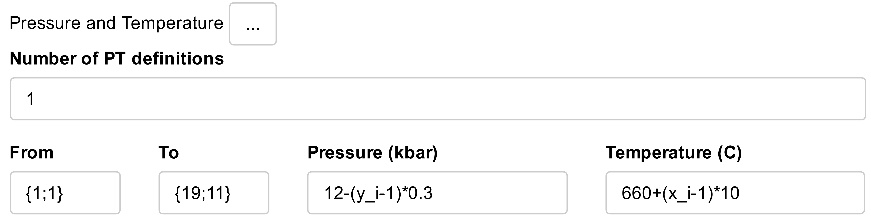 Pressure and Temperature ...
Number of PT definitions
1
From To Pressure (kbar) Temperature (C)
{1;1} {19;11} 12-(y_i-1)*0.3 660+(x_i-1)*10